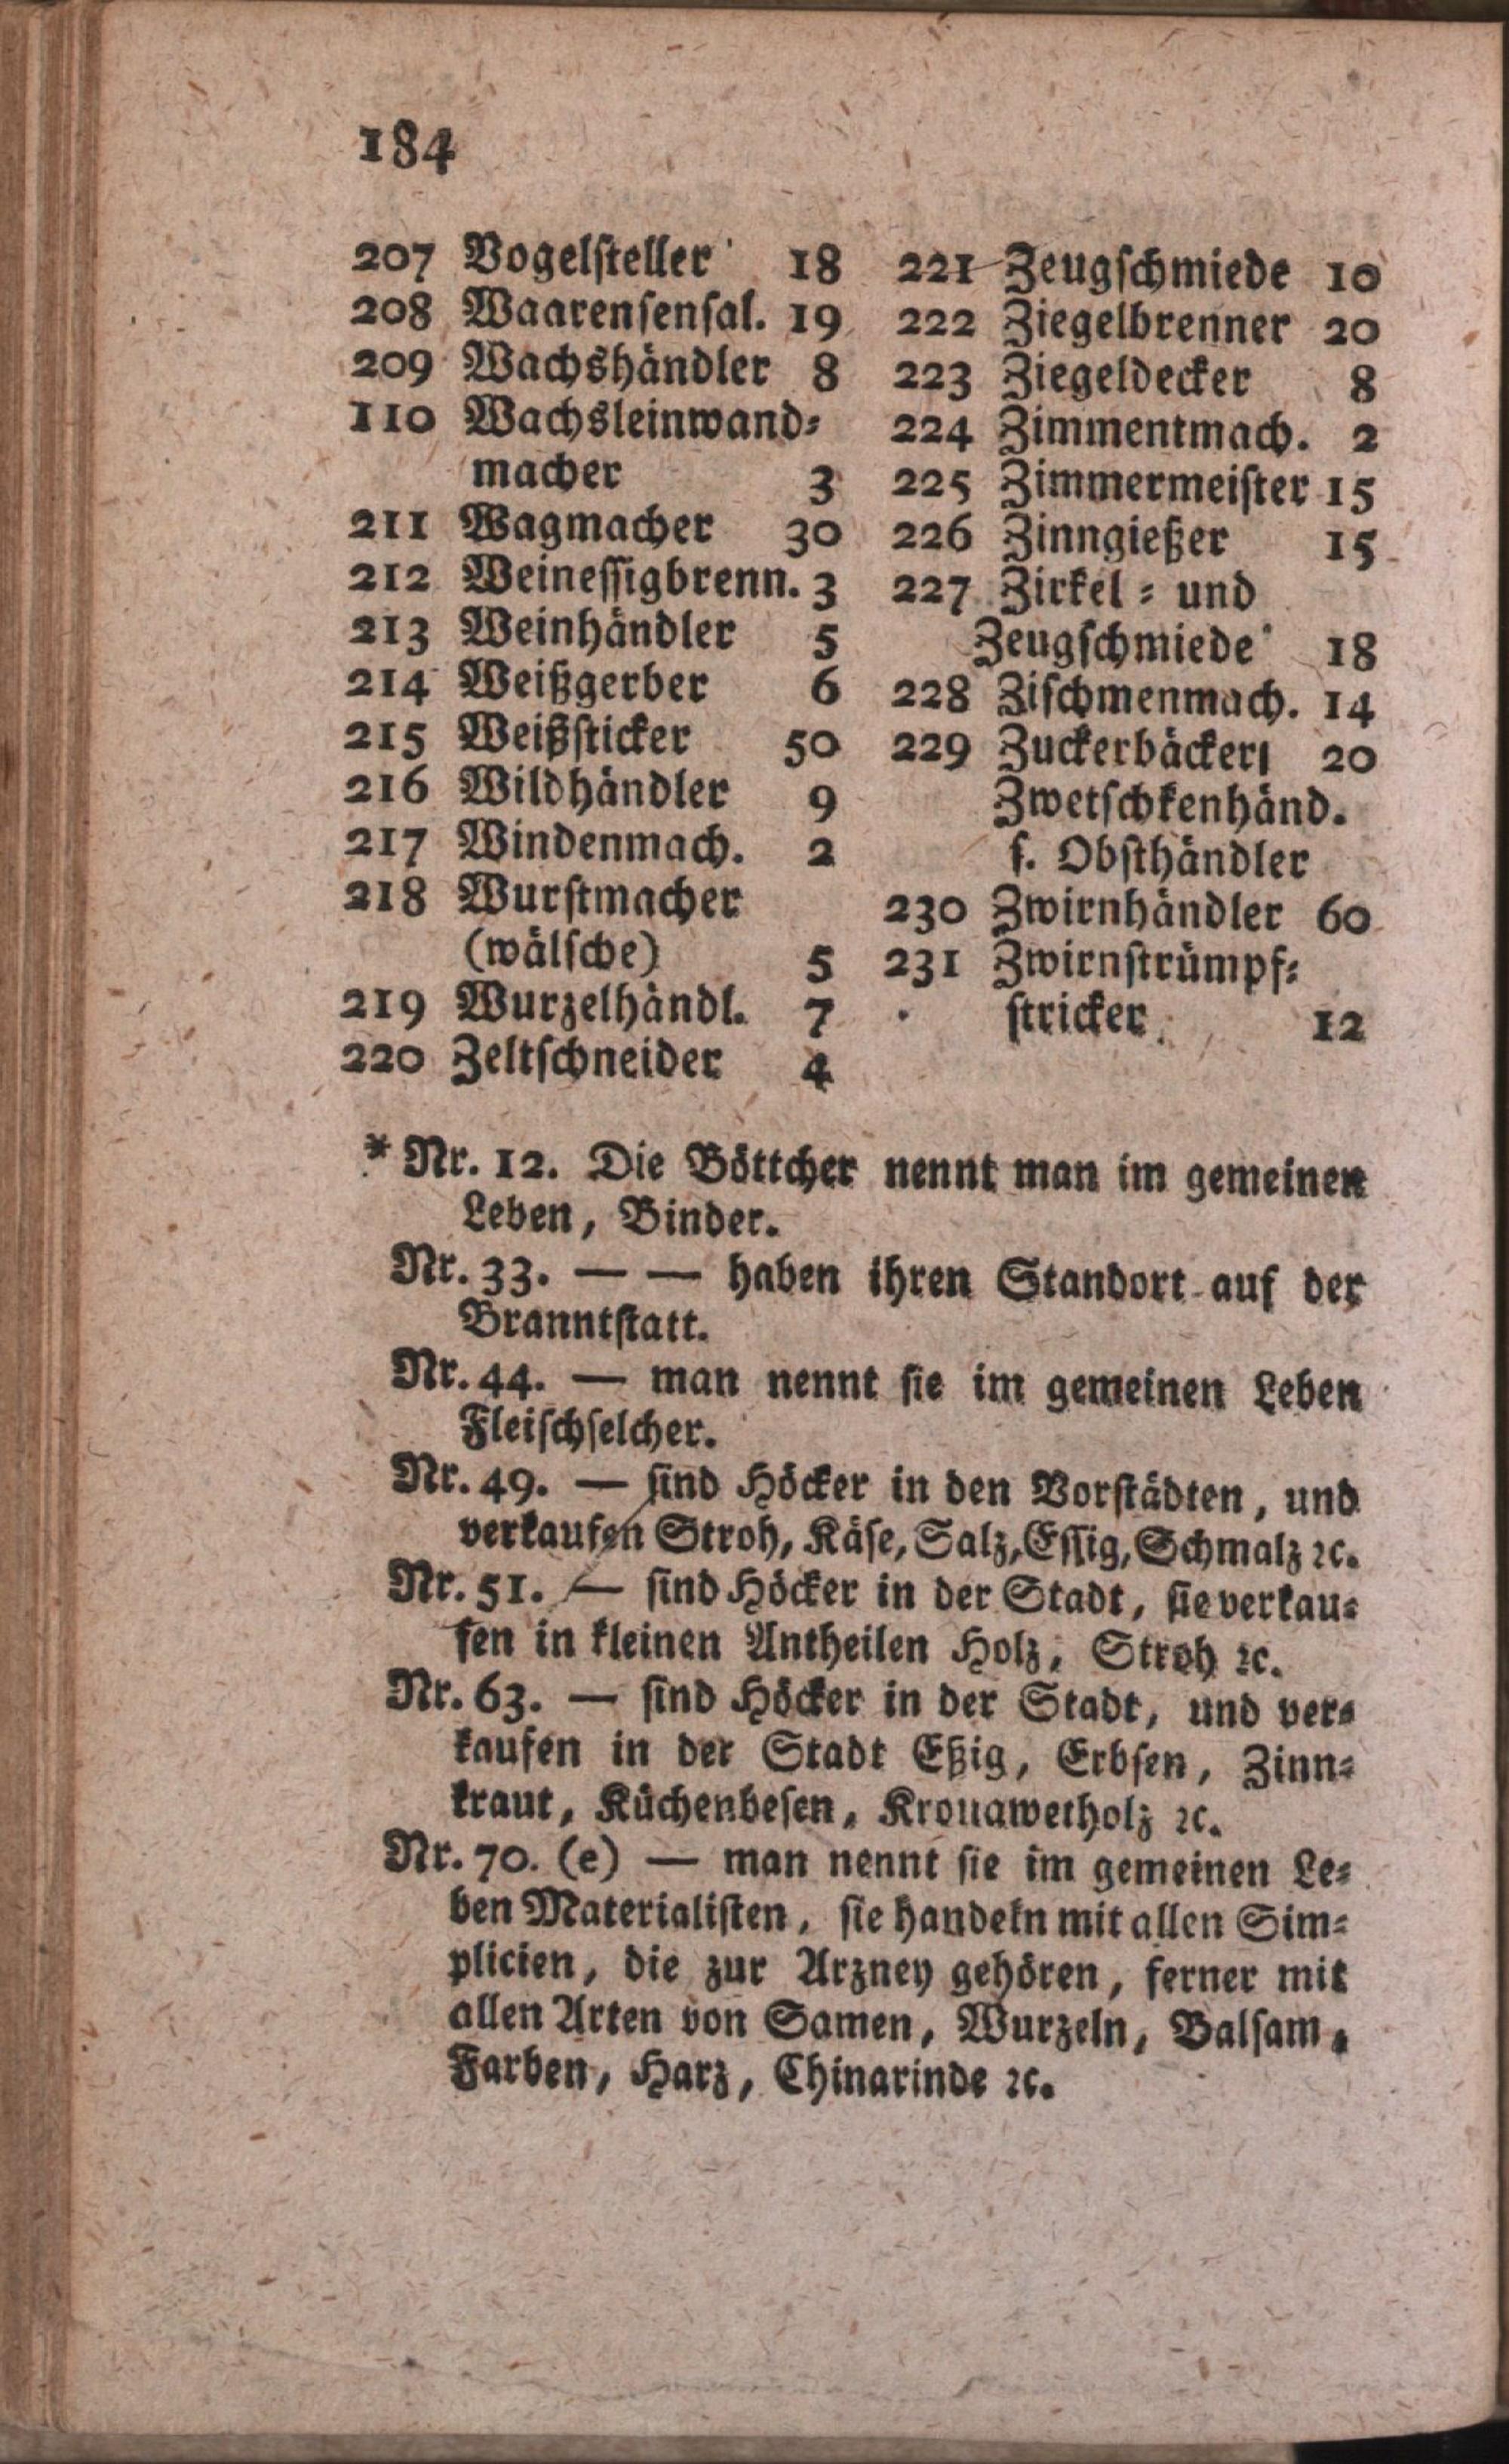 184
207 Vogelsteller 18
208 Waarensensal. 19
209 Wachshändler 8
110 Wachsleinwand⸗
macher 3
211 Wagmacher 30
212 Weinessigbrenn. 3
213 Weinhändler 5
214 Weißgerber 6
215 Weißsticker 50
216 Wildhändler 9
217 Windenmach. 2
218 Wurstmacher
(wälsche) 5
219 Wurzelhändl. 7
220 Zeltschneider 4
221 Zeugschmiede 10
222 Ziegelbrenner 20
223 Ziegeldecker 8
224 Zimmentmach. 2
225 Zimmermeister 15
226 Zinngießer 15
227 Zirkel⸗ und
Zeugschmiede 18
228 Zischmenmach. 14
229 Zuckerbäcker 20
Zwetschkenhänd.
s. Obsthändler
230 Zwirnhändler 60
231 Zwirnstrümpf⸗
stricker 12
* Nr. 12. Die Böttcher nennt man im gemeinen
Leben, Binder.
Nr. 33. — — haben ihren Standort auf der
Branntstatt.
Nr. 44. — man nennt sie im gemeinen Leben
Fleischselcher.
Nr. 49. — sind Höcker in den Vorstädten, und
verkaufen Stroh, Käse, Salz, Essig, Schmalz ꝛc.
Nr. 51. — sind Höcker in der Stadt, sie verkau⸗
fen in kleinen Antheilen Holz, Stroh ꝛc.
Nr. 63. — sind Höcker in der Stadt, und ver⸗
kaufen in der Stadt Eßig, Erbsen, Zinn⸗
kraut, Küchenbesen, Kronawetholz ꝛc.
Nr. 70. (e) — man nennt sie im gemeinen Le⸗
ben Materialisten, sie handeln mit allen Sim⸗
plicien, die zur Arzney gehören, ferner mit
allen Arten von Samen, Wurzeln, Balsam,
Farben, Harz, Chinarinde ꝛc.